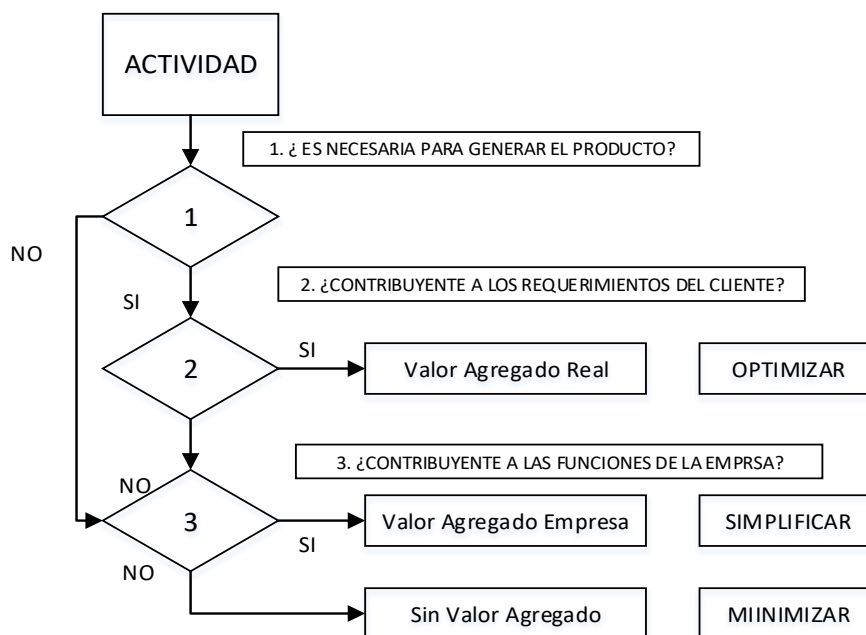 ACTIVIDAD
1. ¿ ES NECESARIA PARA GENERAR EL PRODUCTO?
1
NO
SI
2. ¿CONTRIBUYENTE A LOS REQUERIMIENTOS DEL CLIENTE?
2
SI
Valor Agregado Real
OPTIMIZAR
3. ¿CONTRIBUYENTE A LAS FUNCIONES DE LA EMPRSA?
NO
3
SI
Valor Agregado Empresa
SIMPLIFICAR
NO
Sin Valor Agregado
MIINIMIZAR